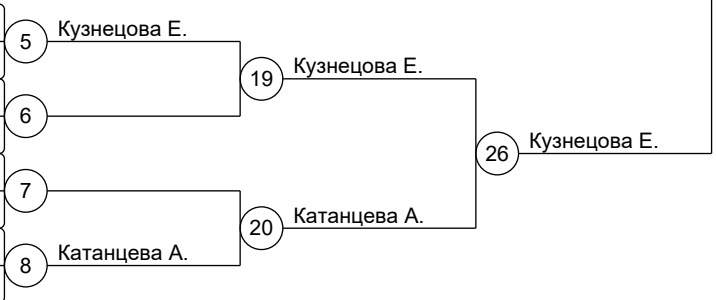 5 Кузнецова Е.
19 Кузнецова Е.
6
26 Кузнецова Е.
7
20 Катанцева А.
8 Катанцева А.